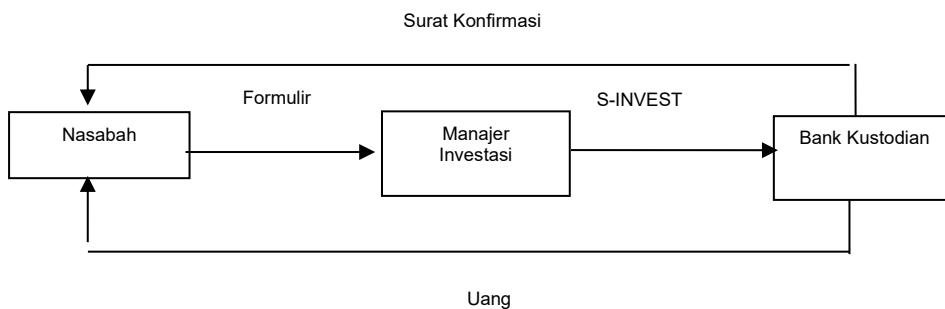 Surat Konfirmasi
Formulir
S-INVEST
Nasabah
Manajer
Investasi
Bank Kustodian
Uang